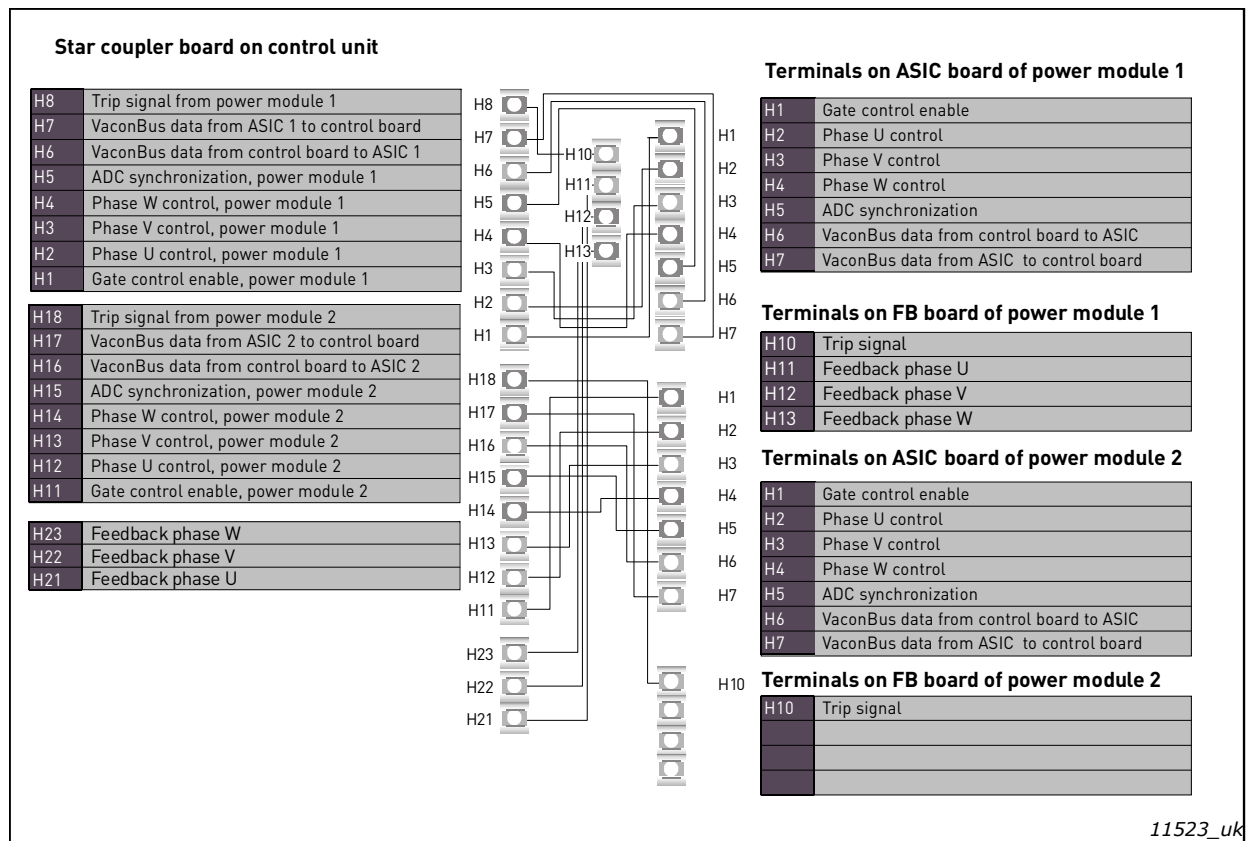 Star coupler board on control unit
H8 Trip signal from power module 1
H7 VaconBus data from ASIC 1 to control board
H6 VaconBus data from control board to ASIC 1
H5 ADC synchronization, power module 1
H4 Phase W control, power module 1
H3 Phase V control, power module 1
H2 Phase U control, power module 1
H1 Gate control enable, power module 1
H18 Trip signal from power module 2
H17 VaconBus data from ASIC 2 to control board
H16 VaconBus data from control board to ASIC 2
H15 ADC synchronization, power module 2
H14 Phase W control, power module 2
H13 Phase V control, power module 2
H12 Phase U control, power module 2
H11 Gate control enable, power module 2
H23 Feedback phase W
H22 Feedback phase V
H21 Feedback phase U
H8
H7
H6
H5
H4
H3
H2
H1
H18
H17
H16
H15
H14
H13
H12
H11
H23
H22
H21
H10
H11
H12
H13
H1
H2
H3
H4
H5
H6
H7
H1
H2
H3
H4
H5
H6
H7
H10
Terminals on ASIC board of power module 1
H1 Gate control enable
H2 Phase U control
H3 Phase V control
H4 Phase W control
H5 ADC synchronization
H6 VaconBus data from control board to ASIC
H7 VaconBus data from ASIC to control board
Terminals on FB board of power module 1
H10 Trip signal
H11 Feedback phase U
H12 Feedback phase V
H13 Feedback phase W
Terminals on ASIC board of power module 2
H1 Gate control enable
H2 Phase U control
H3 Phase V control
H4 Phase W control
H5 ADC synchronization
H6 VaconBus data from control board to ASIC
H7 VaconBus data from ASIC to control board
Terminals on FB board of power module 2
H10 Trip signal
11523_uk